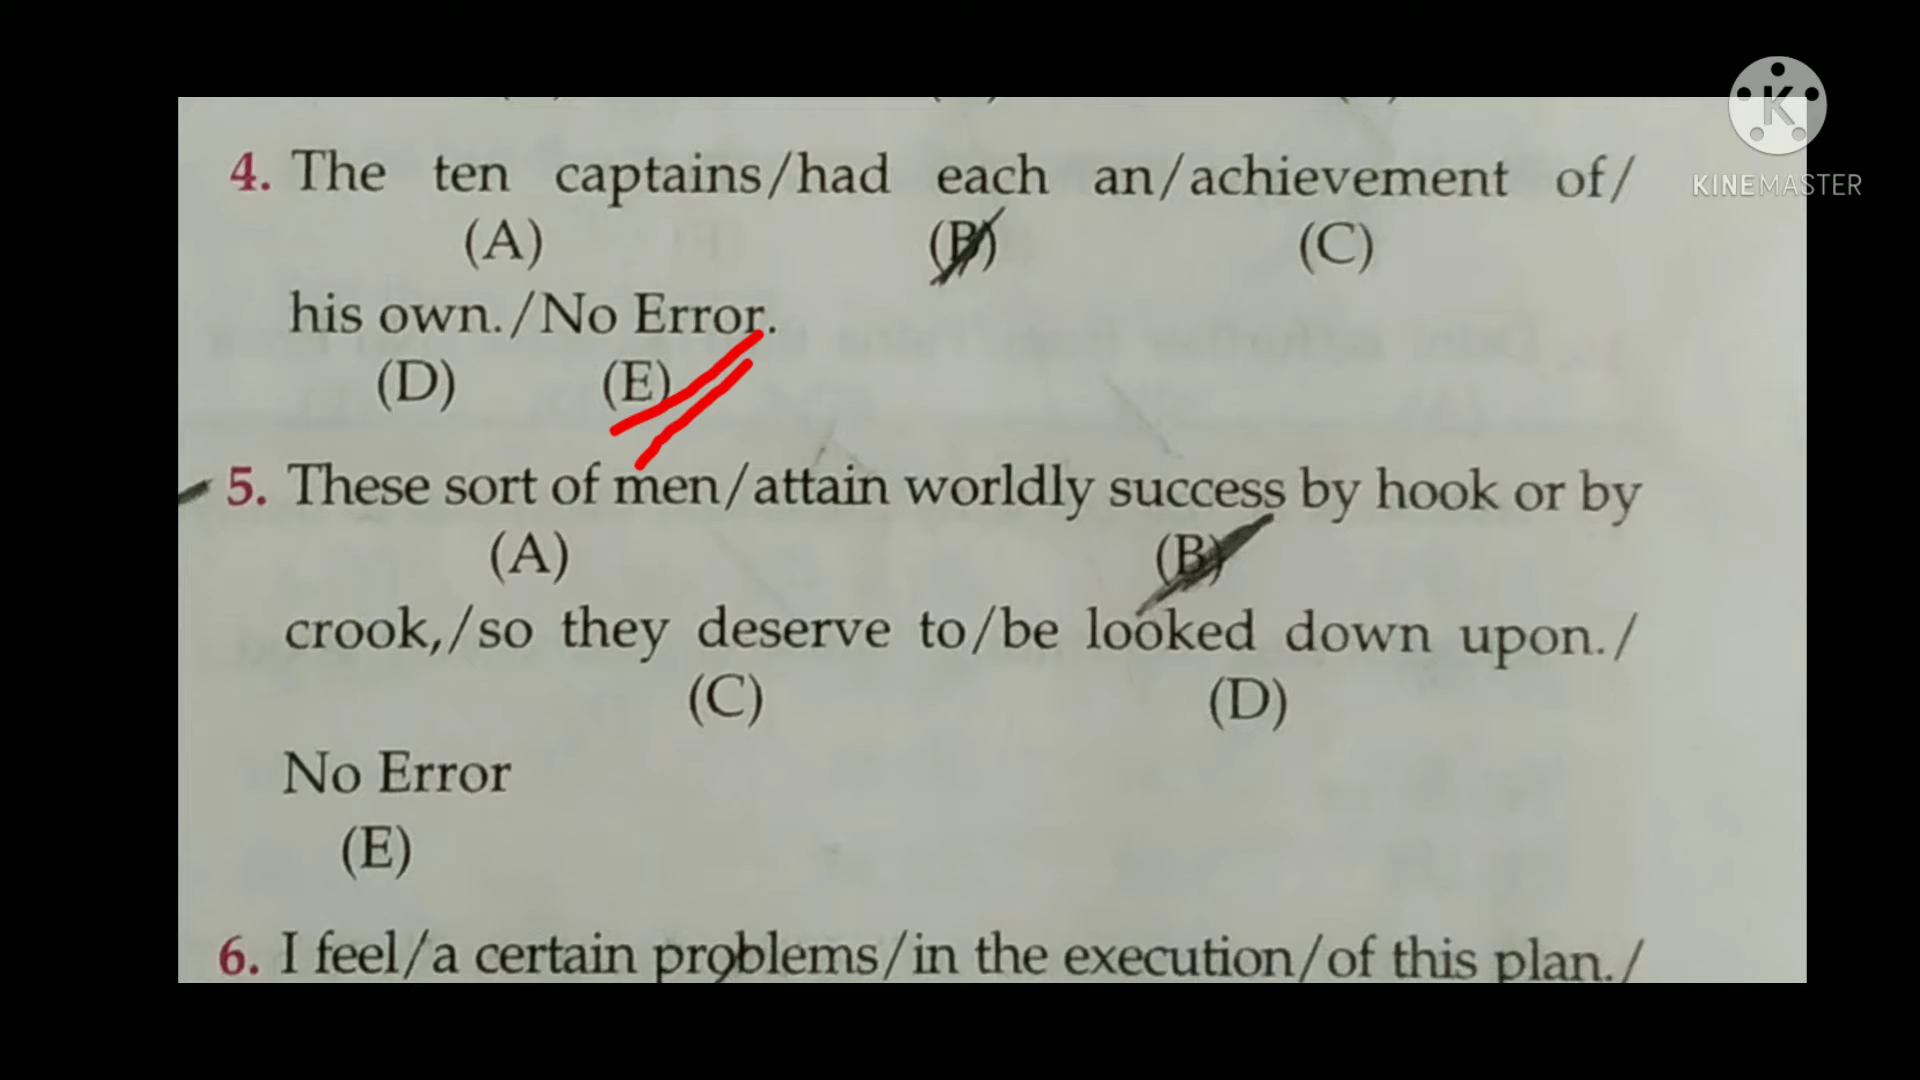 K
KINEMASTER
4. The ten captains/had each an/achievement of/
(A) (B) (C)
his own./No Error.
(D) (E)
5. These sort of men/attain worldly success by hook or by
(A) (B)
crook,/so they deserve to/be looked down upon./
(C) (D)
No Error
(E)
6. I feel/a certain problems/in the execution/of this plan./